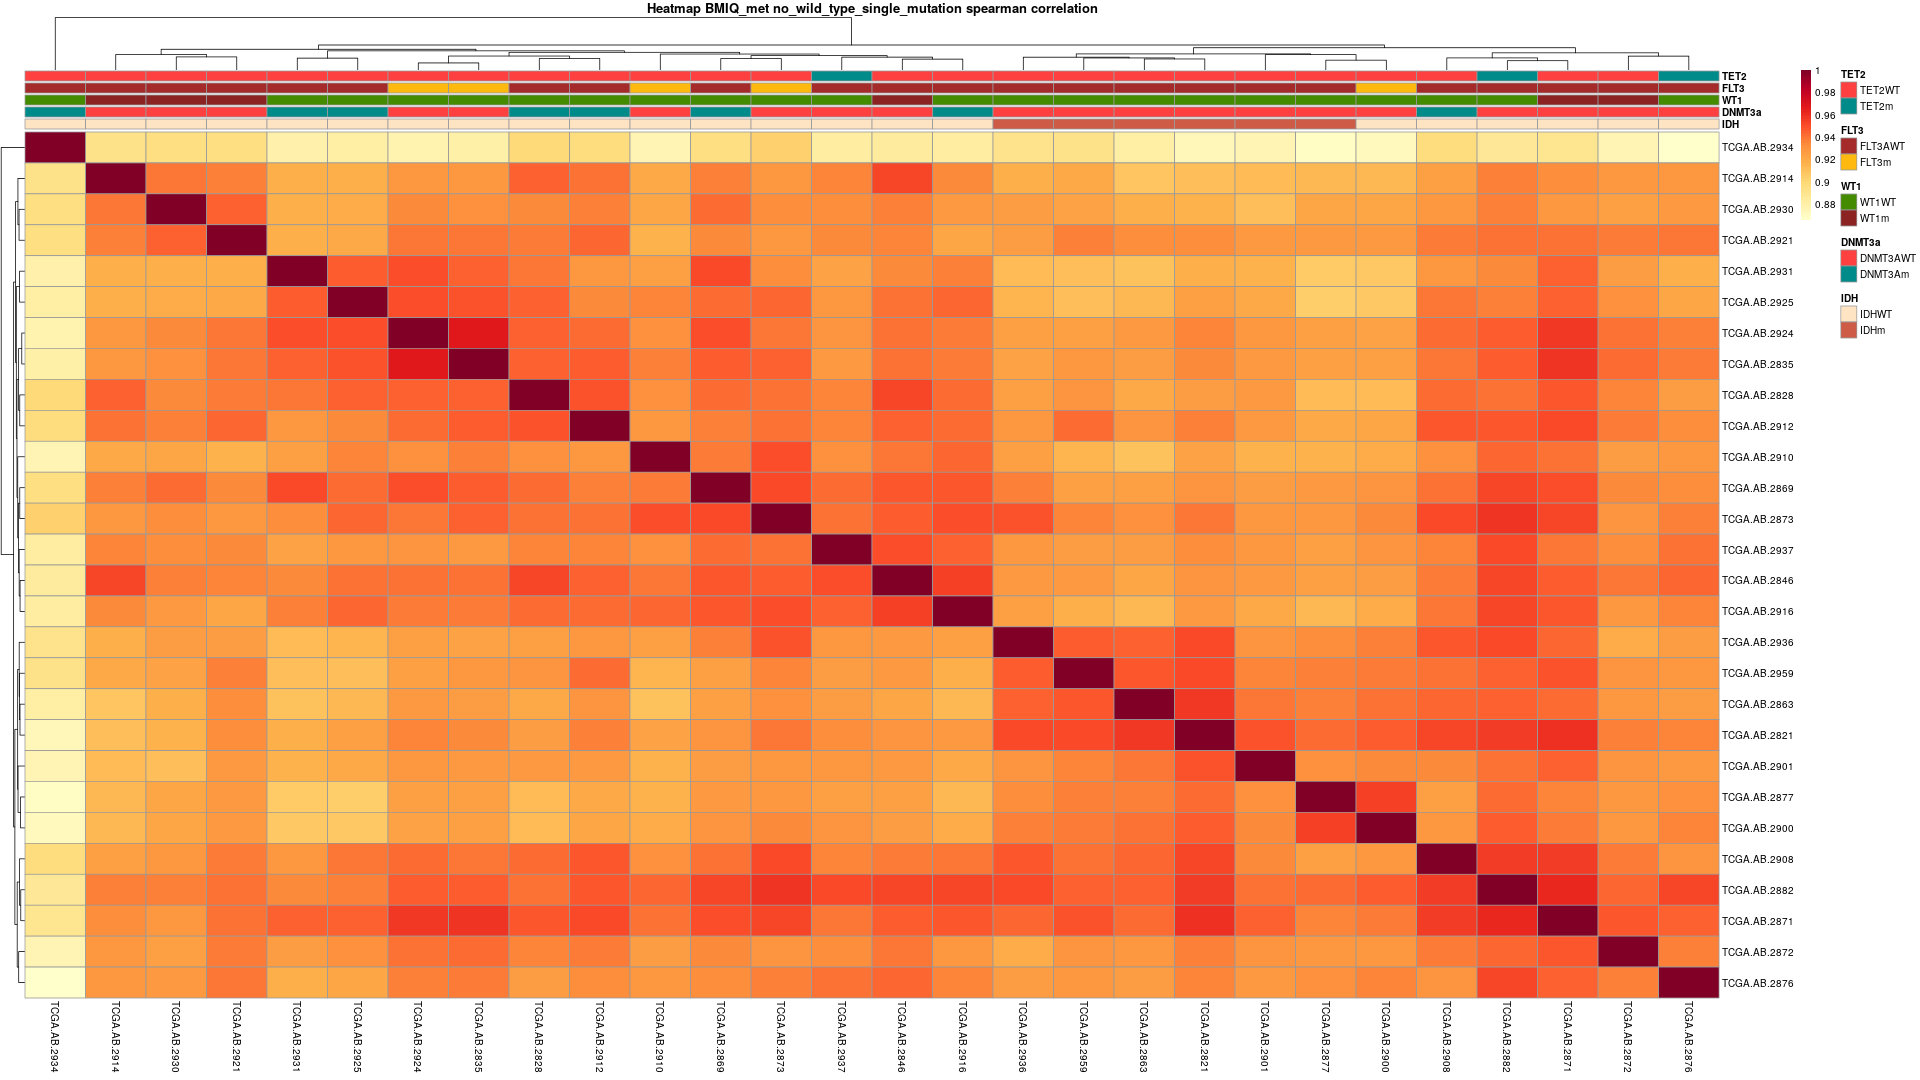 Heatmap BMIQ_met no_wild_type_single_mutation spearman correlation
TET2
FLT3
WT1
DNMT3a
IDH
1
0.98
0.96
0.94
0.92
0.9
0.88
TET2
TET2WT
TET2m
FLT3
FLT3AWT
FLT3m
WT1
WT1WT
WT1m
DNMT3a
DNMT3AWT
DNMT3Am
IDH
IDHWT
IDHm
TCGA.AB.2934
TCGA.AB.2914
TCGA.AB.2930
TCGA.AB.2921
TCGA.AB.2931
TCGA.AB.2925
TCGA.AB.2924
TCGA.AB.2835
TCGA.AB.2828
TCGA.AB.2912
TCGA.AB.2910
TCGA.AB.2869
TCGA.AB.2873
TCGA.AB.2937
TCGA.AB.2846
TCGA.AB.2916
TCGA.AB.2936
TCGA.AB.2959
TCGA.AB.2863
TCGA.AB.2821
TCGA.AB.2901
TCGA.AB.2877
TCGA.AB.2900
TCGA.AB.2908
TCGA.AB.2882
TCGA.AB.2871
TCGA.AB.2872
TCGA.AB.2876
TCGA.AB.2934
TCGA.AB.2914
TCGA.AB.2930
TCGA.AB.2921
TCGA.AB.2931
TCGA.AB.2925
TCGA.AB.2924
TCGA.AB.2835
TCGA.AB.2828
TCGA.AB.2912
TCGA.AB.2910
TCGA.AB.2869
TCGA.AB.2873
TCGA.AB.2937
TCGA.AB.2846
TCGA.AB.2916
TCGA.AB.2936
TCGA.AB.2959
TCGA.AB.2863
TCGA.AB.2821
TCGA.AB.2901
TCGA.AB.2877
TCGA.AB.2900
TCGA.AB.2908
TCGA.AB.2882
TCGA.AB.2871
TCGA.AB.2872
TCGA.AB.2876